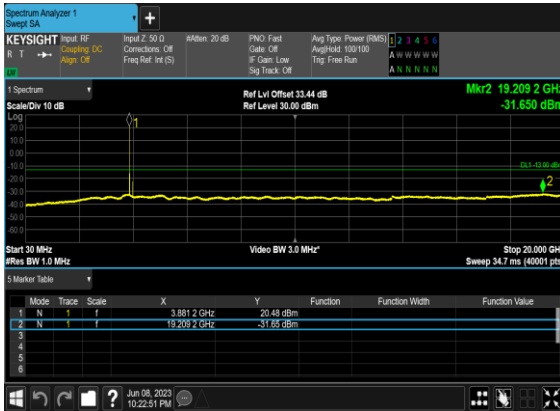 Spectrum Analyzer 1
Swept SA
KEYSIGHT Input: RF Input Z: 50 Ω #Atten: 20 dB PNO: Fast Avg Type: Power (RMS) 1 2 3 4 5 6
R T Coupling: DC Corrections: Off Gate: Off Avg|Hold: 100/100 A W W W W W
Align: Off Freq Ref: Int (S) IF Gain: Low Trig: Free Run
Sig Track: Off A N N N N N
1 Spectrum Ref Lvl Offset 33.44 dB Mkr2 19.209 2 GHz
Scale/Div 10 dB Ref Level 30.00 dBm -31.650 dBm
Log
20.0
10.0
0.00
-10.0
-20.0
-30.0
-40.0
-50.0
-60.0
1
DL1 -13.00 dBm
2
Start 30 MHz Video BW 3.0 MHz* Stop 20.000 GHz
#Res BW 1.0 MHz Sweep 34.7 ms (40001 pts)
5 Marker Table
Mode Trace Scale X Y Function Function Width Function Value
1 N 1 f 3.881 2 GHz 20.48 dBm
2 N 1 f 19.209 2 GHz -31.65 dBm
3
4
5
6
Jun 08, 2023
10:22:51 PM